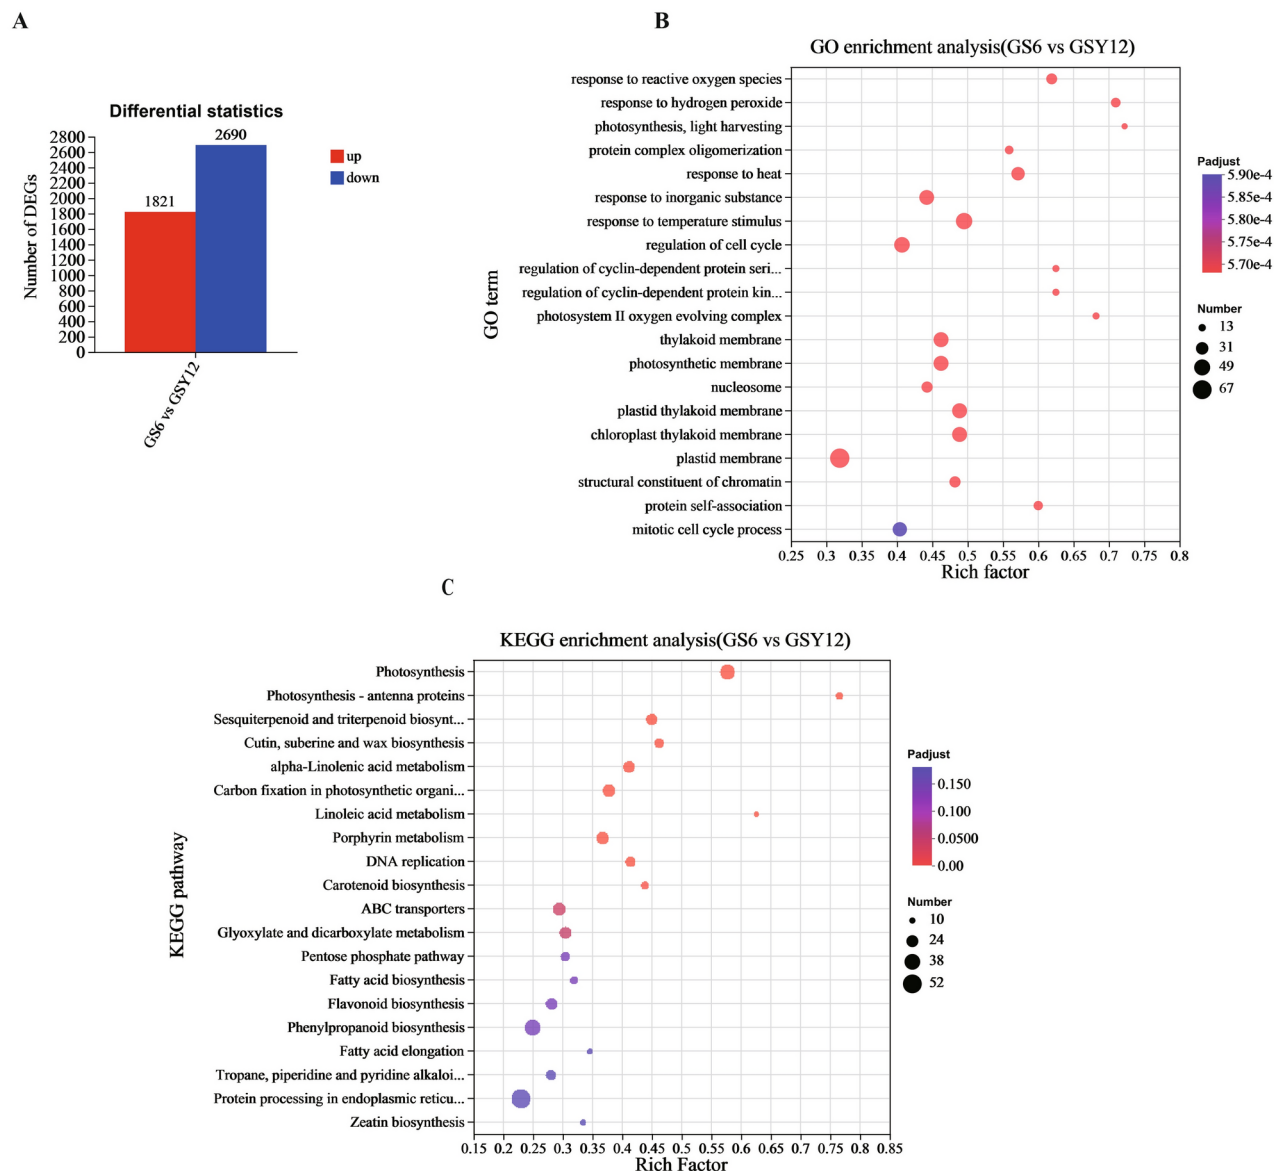 A
Differential statistics
2800
2600
2400
2200
2000
1800
1600
1400
1200
1000
800
600
400
200
0
Number of DEGs
1821
2690
up
down
GS6 vs GSY12
B
GO enrichment analysis(GS6 vs GSY12)
GO term
response to reactive oxygen species
response to hydrogen peroxide
photosynthesis, light harvesting
protein complex oligomerization
response to heat
response to inorganic substance
response to temperature stimulus
regulation of cell cycle
regulation of cyclin-dependent protein seri...
regulation of cyclin-dependent protein kin...
photosystem II oxygen evolving complex
thylakoid membrane
photosynthetic membrane
nucleosome
plastid thylakoid membrane
chloroplast thylakoid membrane
plastid membrane
structural constituent of chromatin
protein self-association
mitotic cell cycle process
0.25 0.3 0.35 0.4 0.45 0.5 0.55 0.6 0.65 0.7 0.75 0.8
Rich factor
Padjust
5.90e-4
5.85e-4
5.80e-4
5.75e-4
5.70e-4
Number
13
31
49
67
C
KEGG enrichment analysis(GS6 vs GSY12)
KEGG pathway
Photosynthesis
Photosynthesis - antenna proteins
Sesquiterpenoid and triterpenoid biosynt...
Cutin, suberine and wax biosynthesis
alpha-Linolenic acid metabolism
Carbon fixation in photosynthetic organi...
Linoleic acid metabolism
Porphyrin metabolism
DNA replication
Carotenoid biosynthesis
ABC transporters
Glyoxylate and dicarboxylate metabolism
Pentose phosphate pathway
Fatty acid biosynthesis
Flavonoid biosynthesis
Phenylpropanoid biosynthesis
Fatty acid elongation
Tropane, piperidine and pyridine alkaloi...
Protein processing in endoplasmic reticu...
Zeatin biosynthesis
0.15 0.2 0.25 0.3 0.35 0.4 0.45 0.5 0.55 0.6 0.65 0.7 0.75 0.8 0.85
Rich Factor
Padjust
0.150
0.100
0.0500
0.00
Number
10
24
38
52